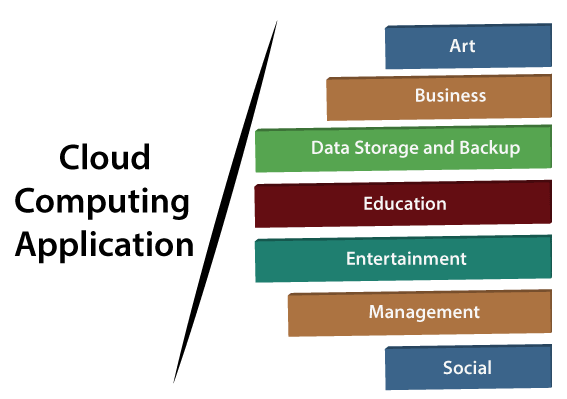 Cloud
Computing
Application
Art
Business
Data Storage and Backup
Education
Entertainment
Management
Social